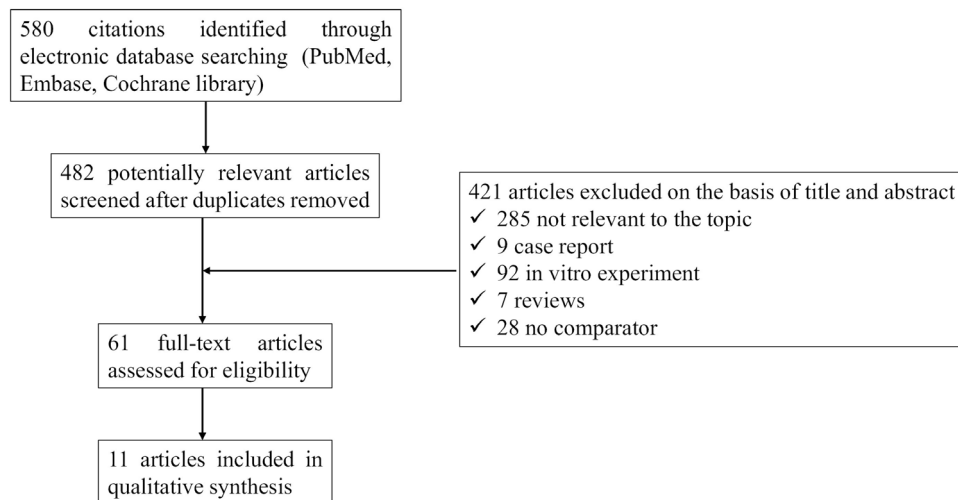 580 citations identified through
electronic database searching (PubMed,
Embase, Cochrane library)
482 potentially relevant articles
screened after duplicates removed
421 articles excluded on the basis of title and abstract
✓ 285 not relevant to the topic
✓ 9 case report
✓ 92 in vitro experiment
✓ 7 reviews
✓ 28 no comparator
61 full-text articles
assessed for eligibility
11 articles included in
qualitative synthesis